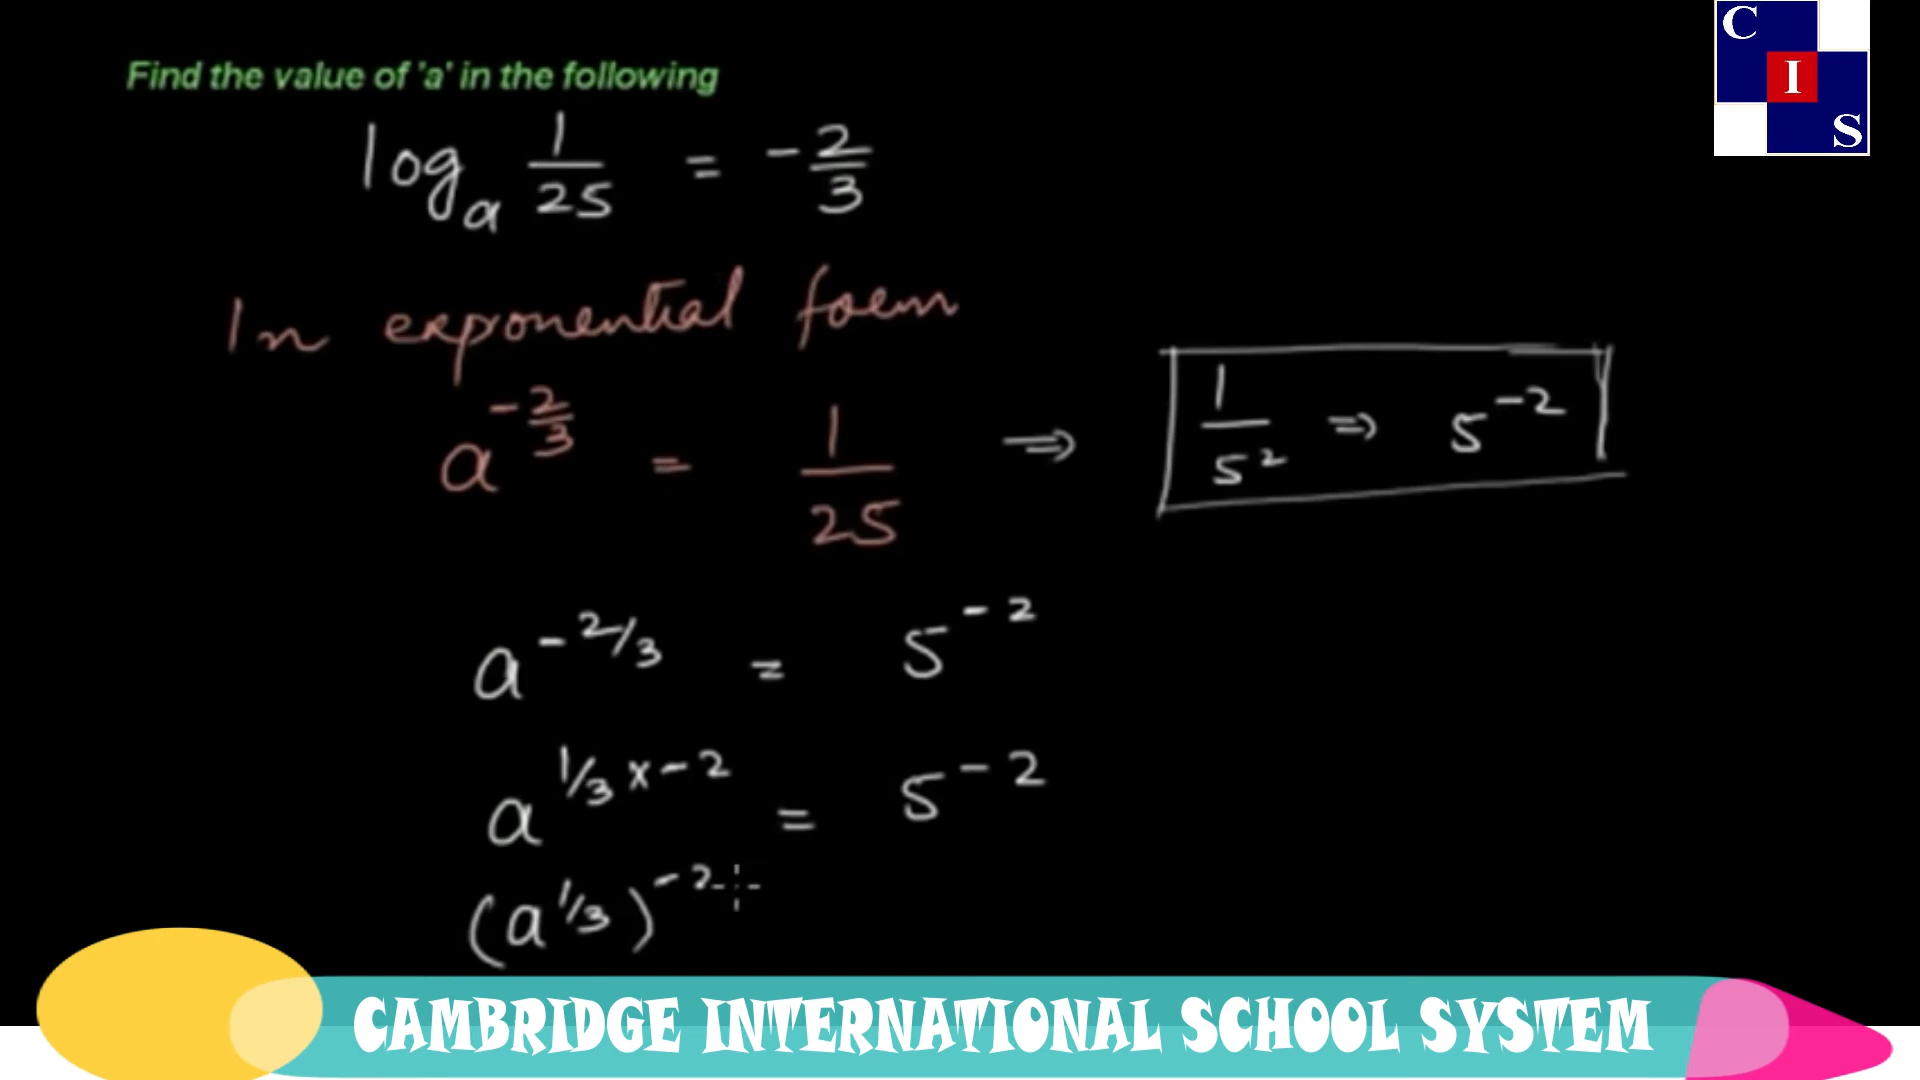 C
I
S
Find the value of 'a' in the following
log_a 1/25 = -2/3
In exponential form
a^(-2/3) = 1/25 ⇒ 1/5² ⇒ 5^(-2)
a^(-2/3) = 5^(-2)
a^(1/3 × -2) = 5^(-2)
(a^(1/3))^(-2)
CAMBRIDGE INTERNATIONAL SCHOOL SYSTEM